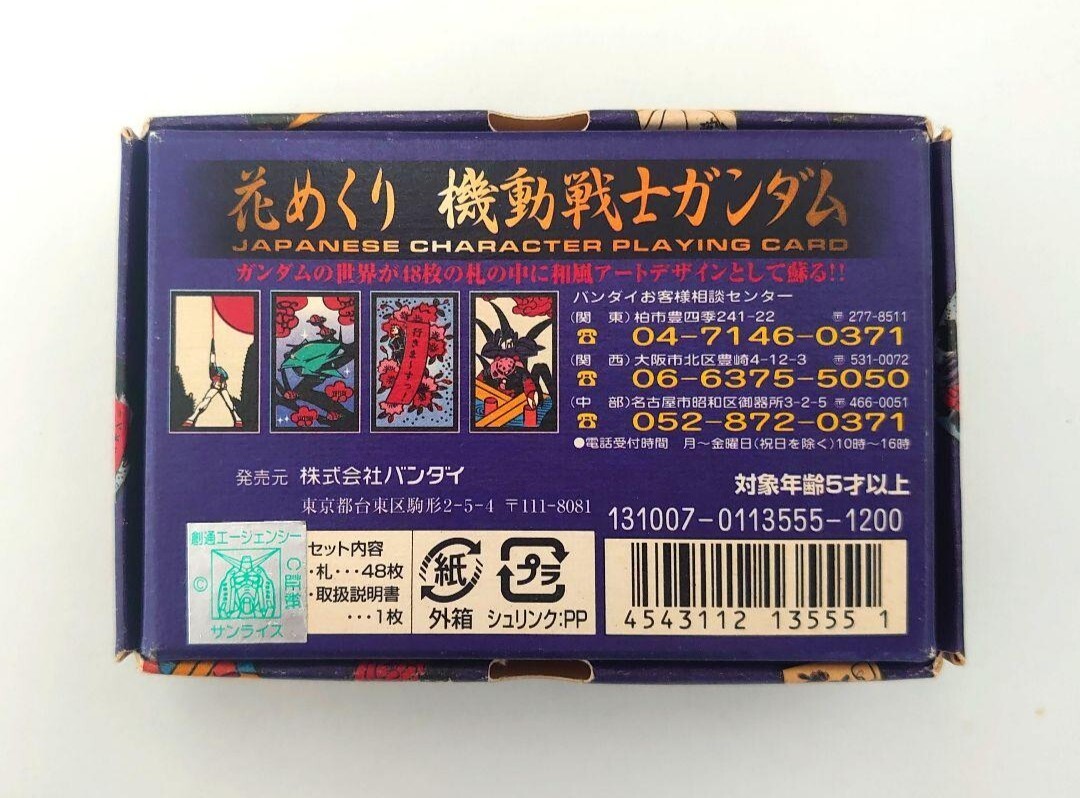 花めくり 機動戦士ガンダム
JAPANESE CHARACTER PLAYING CARD
ガンダムの世界が48枚の札の中に和風アートデザインとして蘇る!!
行きまーすっ
バンダイお客様相談センター
(関 東)柏市豊四季241-22 〒277-8511
☎ 04-7146-0371
(関 西)大阪市北区豊崎4-12-3 〒531-0072
☎ 06-6375-5050
(中 部)名古屋市昭和区御器所3-2-5 〒466-0051
☎ 052-872-0371
●電話受付時間 月~金曜日(祝日を除く)10時~16時
発売元 株式会社バンダイ
東京都台東区駒形2-5-4 〒111-8081
対象年齢5才以上
131007-0113555-1200
創通エージェンシー
©
証紙
サンライズ
セット内容
・札・・・48枚
・取扱説明書
・・・1枚
紙
外箱
プラ
シュリンク:PP
4543112 13555 1